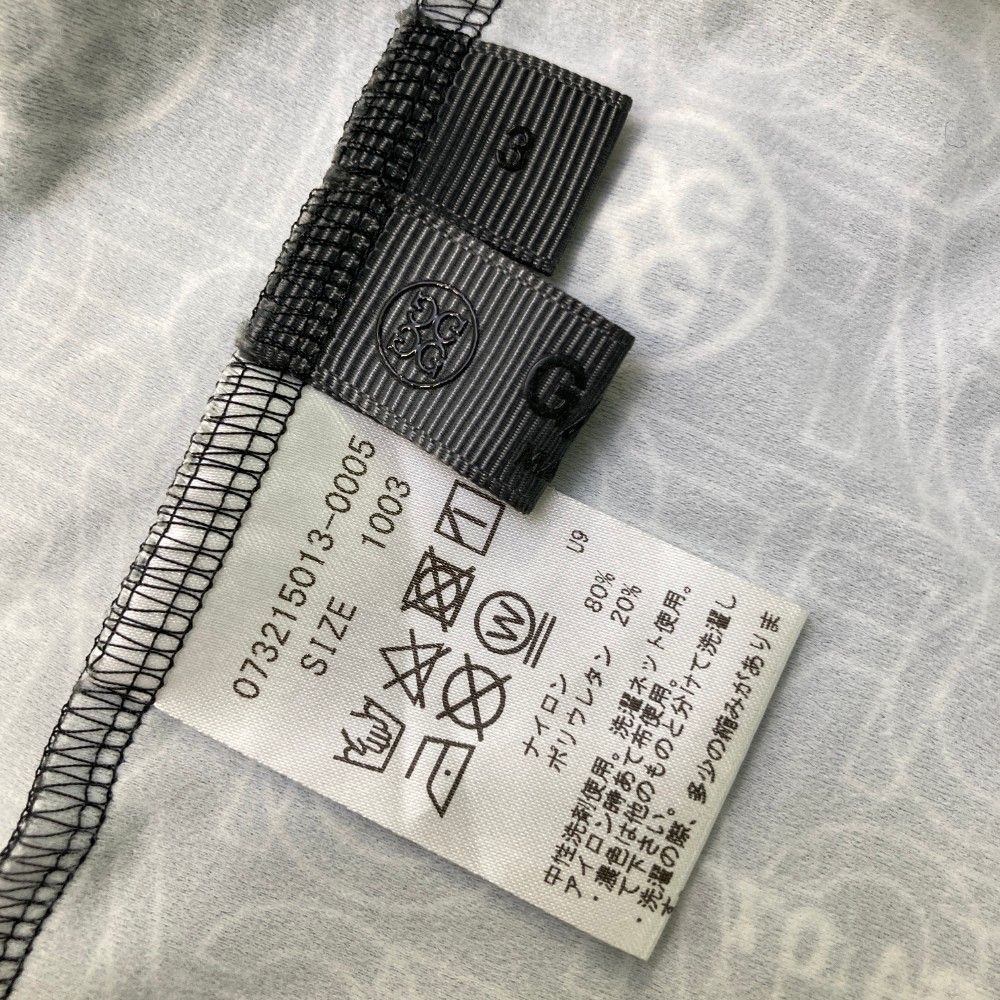 3
G
073215013-0005
SIZE 1003
W
U9
ナイロン 80%
ポリウレタン 20%
中性洗剤使用。洗濯ネット使用。
アイロン時あて布使用。
・濃色は他のものと分けて洗濯し
て下さい。
・洗濯の際、多少の縮みがありま
す